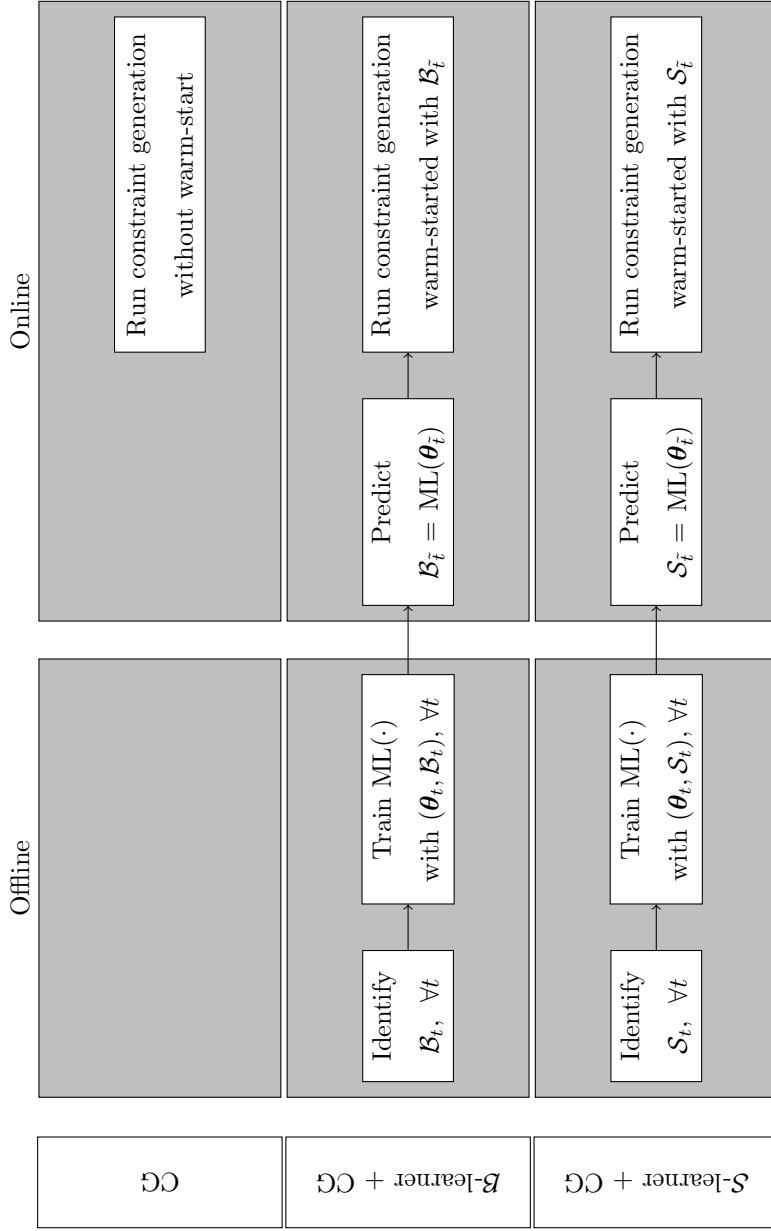 Offline
Online
CG
Run constraint generation
without warm-start
𝓑-learner + CG
Identify
𝓑_t, ∀t
Train ML(·)
with (𝜽_t, 𝓑_t), ∀t
Predict
𝓑_t̃ = ML(𝜽_t̃)
Run constraint generation
warm-started with 𝓑_t̃
𝓢-learner + CG
Identify
𝓢_t, ∀t
Train ML(·)
with (𝜽_t, 𝓢_t), ∀t
Predict
𝓢_t̃ = ML(𝜽_t̃)
Run constraint generation
warm-started with 𝓢_t̃